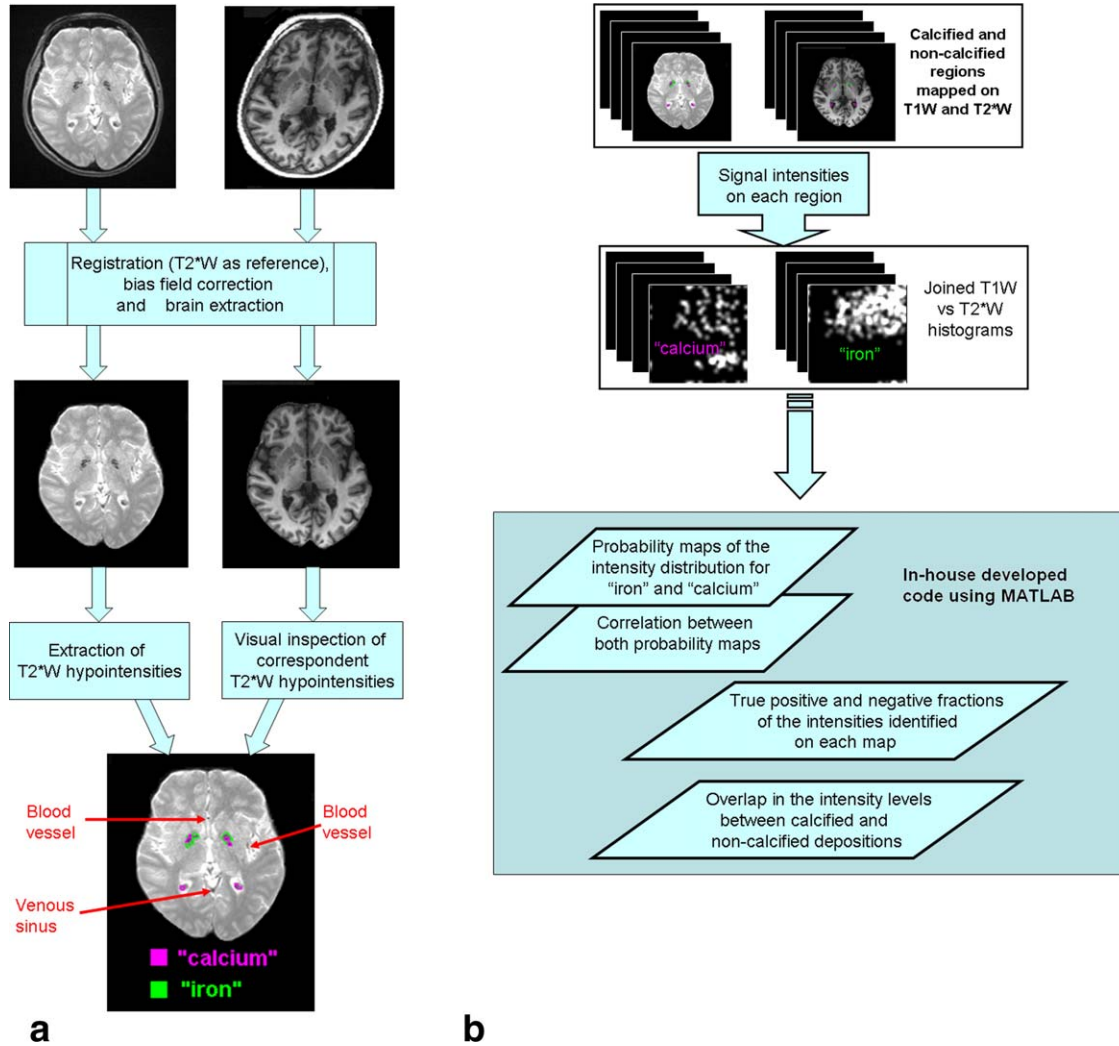 Registration (T2*W as reference),
bias field correction
and brain extraction
Extraction of
T2*W hypointensities
Visual inspection of
correspondent
T2*W hypointensities
Blood
vessel
Blood
vessel
Venous
sinus
"calcium"
"iron"
a
Calcified and
non-calcified
regions
mapped on
T1W and T2*W
Signal intensities
on each region
"calcium"
"iron"
Joined T1W
vs T2*W
histograms
Probability maps of the
intensity distribution for
"iron" and "calcium"
In-house developed
code using MATLAB
Correlation between
both probability maps
True positive and negative fractions
of the intensities identified
on each map
Overlap in the intensity levels
between calcified and
non-calcified depositions
b